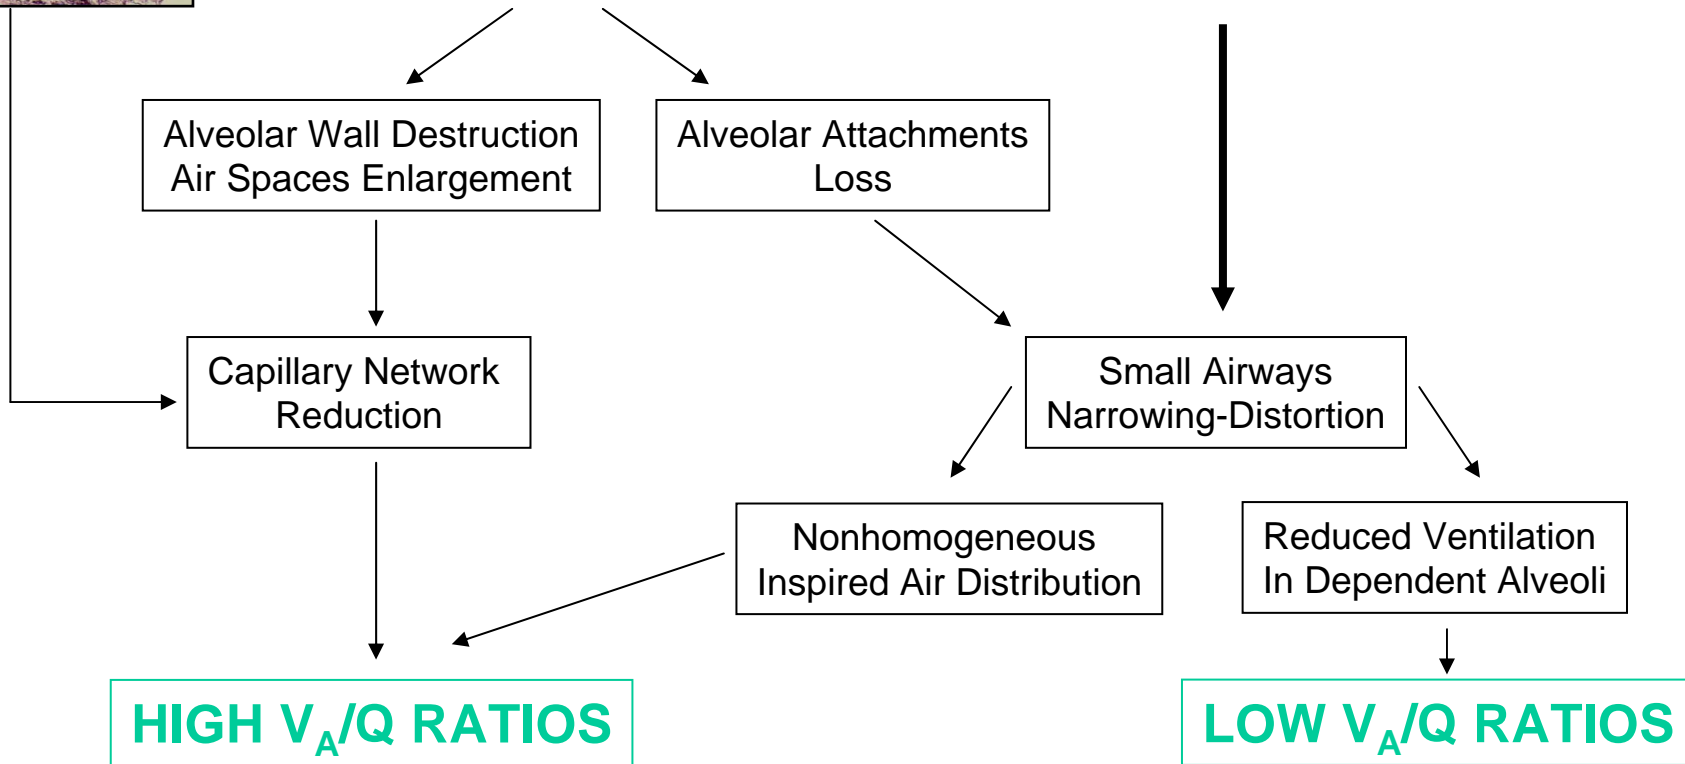 Alveolar Wall Destruction
Air Spaces Enlargement
Alveolar Attachments
Loss
Capillary Network
Reduction
Small Airways
Narrowing-Distortion
Nonhomogeneous
Inspired Air Distribution
Reduced Ventilation
In Dependent Alveoli
HIGH VA/Q RATIOS
LOW VA/Q RATIOS